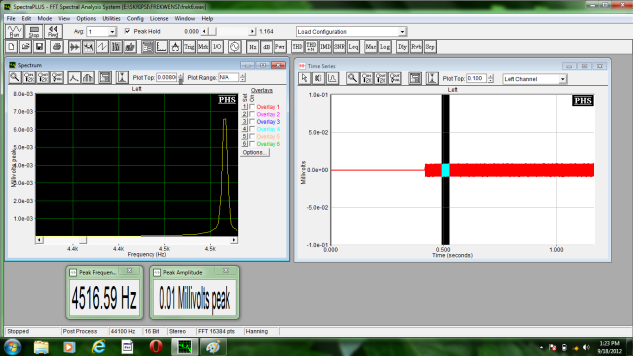 SpectraPLUS - FFT Spectral Analysis System
File Edit Mode View Options Utilities Config License Window Help
Run Stop Rwg
Avg: 1 Peak Hold 0.000 1.164 Load Configuration
Trig Mrk I/O Hz dB Pwr THD THD+N IMD SNR Leq Mac Log Dly Rvb Scp
Spectrum
Plot Top: 0.00800 Plot Range: N/A
Left
Overlays
Set On
PHS
8.0e-03
7.0e-03
6.0e-03
5.0e-03
4.0e-03
3.0e-03
2.0e-03
1.0e-03
Millivolts peak
1 Overlay 1
2 Overlay 2
3 Overlay 3
4 Overlay 4
5 Overlay 5
6 Overlay 6
Options...
4.4k 4.4k 4.5k 4.5k
Frequency (Hz)
Time Series
Plot Top: 0.100 Left Channel
Left
PHS
1.0e-01
5.0e-02
0.0e+00
-5.0e-02
-1.0e-01
Millivolts
0.000 0.500 1.000
Time (seconds)
Peak Frequen...
4516.59 Hz
Peak Amplitude
0.01 Millivolts peak
Stopped Post Process 44100 Hz 16 Bit Stereo FFT 16384 pts Hanning
1:23 PM
9/18/2012